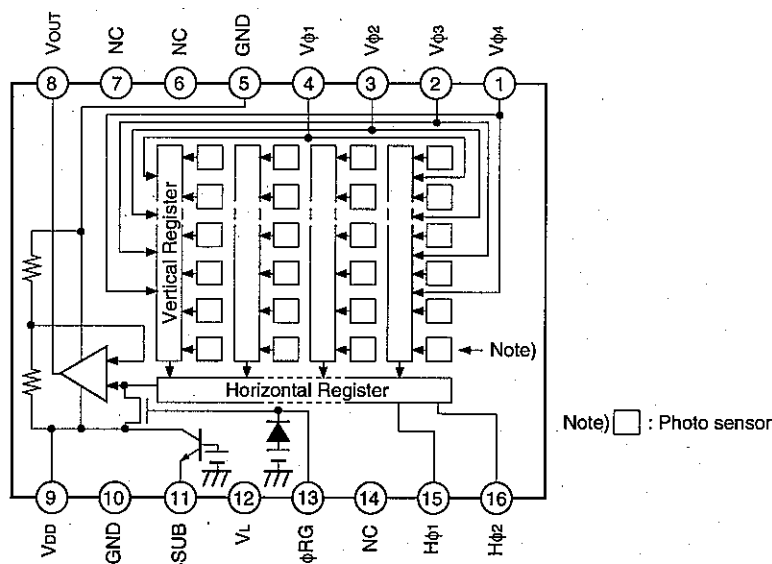 VOUT NC NC GND Vφ1 Vφ2 Vφ3 Vφ4
8 7 6 5 4 3 2 1
Vertical Register
Note)
Horizontal Register
Note) : Photo sensor
9 10 11 12 13 14 15 16
VDD GND SUB VL φRG NC Hφ1 Hφ2